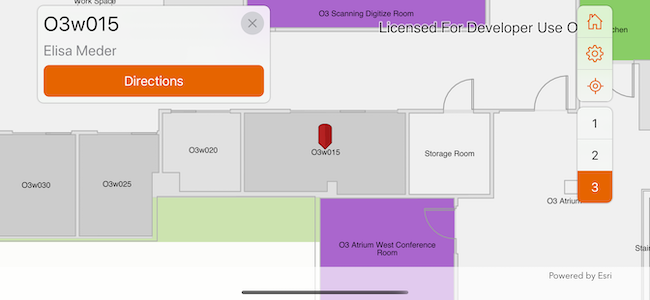 Work Space
O3w015
Elisa Meder
Directions
O3 Scanning Digitize Room
Licensed For Developer Use O
chen
1
2
3
O3w020
O3w015
Storage Room
O3w030
O3w025
O3 Atrium
O3 Atrium West Conference
Room
Stair
Powered by Esri